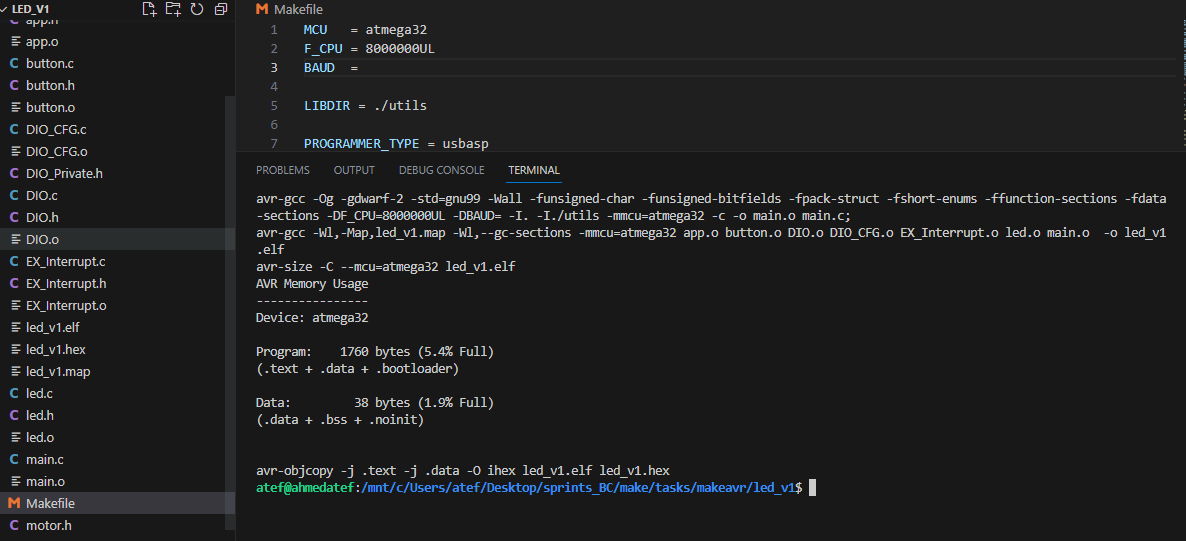 LED_V1
app.h
app.o
button.c
button.h
button.o
DIO_CFG.c
DIO_CFG.o
DIO_Private.h
DIO.c
DIO.h
DIO.o
EX_Interrupt.c
EX_Interrupt.h
EX_Interrupt.o
led_v1.elf
led_v1.hex
led_v1.map
led.c
led.h
led.o
main.c
main.o
Makefile
motor.h
Makefile
1 MCU   = atmega32
2 F_CPU = 8000000UL
3 BAUD  =
4
5 LIBDIR = ./utils
6
7 PROGRAMMER_TYPE = usbasp
PROBLEMS OUTPUT DEBUG CONSOLE TERMINAL
avr-gcc -Og -gdwarf-2 -std=gnu99 -Wall -funsigned-char -funsigned-bitfields -fpack-struct -fshort-enums -ffunction-sections -fdata
-sections -DF_CPU=8000000UL -DBAUD= -I. -I./utils -mmcu=atmega32 -c -o main.o main.c;
avr-gcc -Wl,-Map,led_v1.map -Wl,--gc-sections -mmcu=atmega32 app.o button.o DIO.o DIO_CFG.o EX_Interrupt.o led.o main.o  -o led_v1
.elf
avr-size -C --mcu=atmega32 led_v1.elf
AVR Memory Usage
----------------
Device: atmega32
Program:    1760 bytes (5.4% Full)
(.text + .data + .bootloader)
Data:         38 bytes (1.9% Full)
(.data + .bss + .noinit)
avr-objcopy -j .text -j .data -O ihex led_v1.elf led_v1.hex
atef@ahmedatef:/mnt/c/Users/atef/Desktop/sprints_BC/make/tasks/makeavr/led_v1$